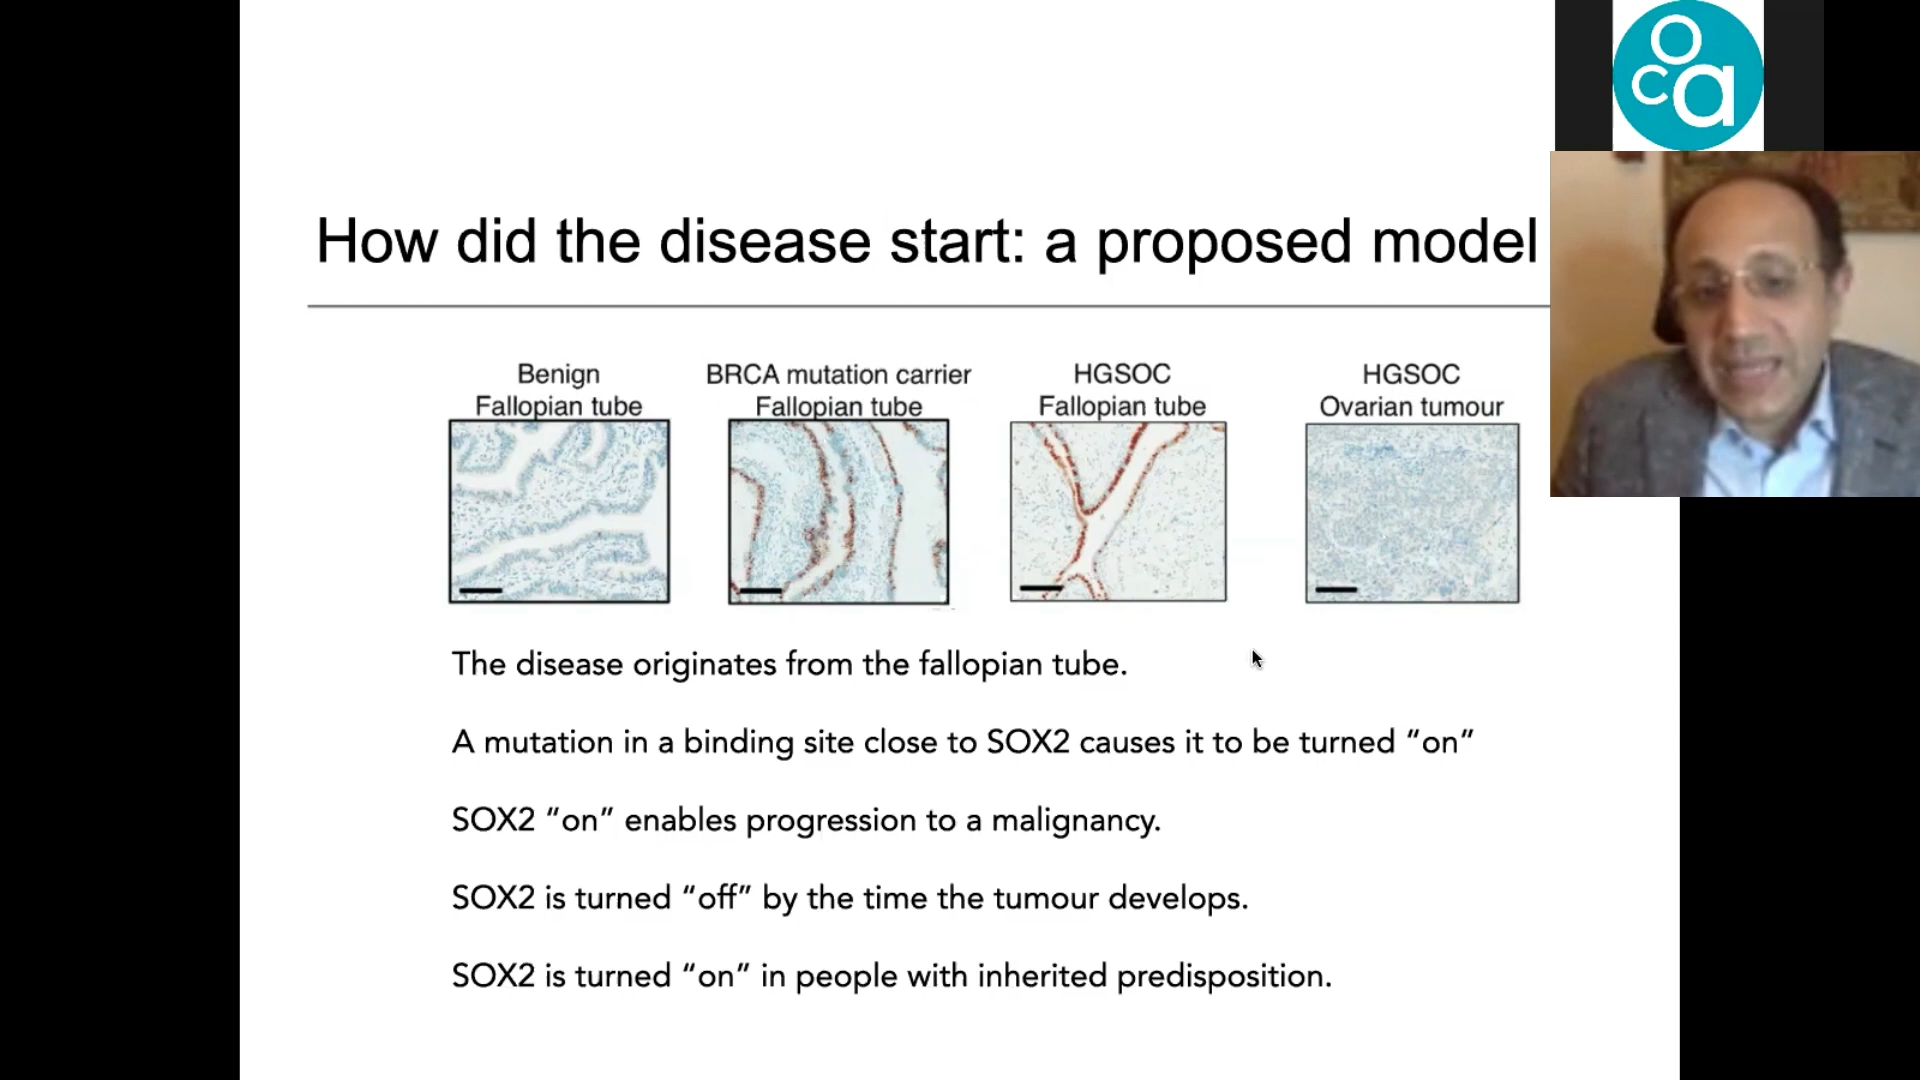 oca
How did the disease start: a proposed model
Benign
Fallopian tube
BRCA mutation carrier
Fallopian tube
HGSOC
Fallopian tube
HGSOC
Ovarian tumour
The disease originates from the fallopian tube.
A mutation in a binding site close to SOX2 causes it to be turned “on”
SOX2 “on” enables progression to a malignancy.
SOX2 is turned “off” by the time the tumour develops.
SOX2 is turned “on” in people with inherited predisposition.